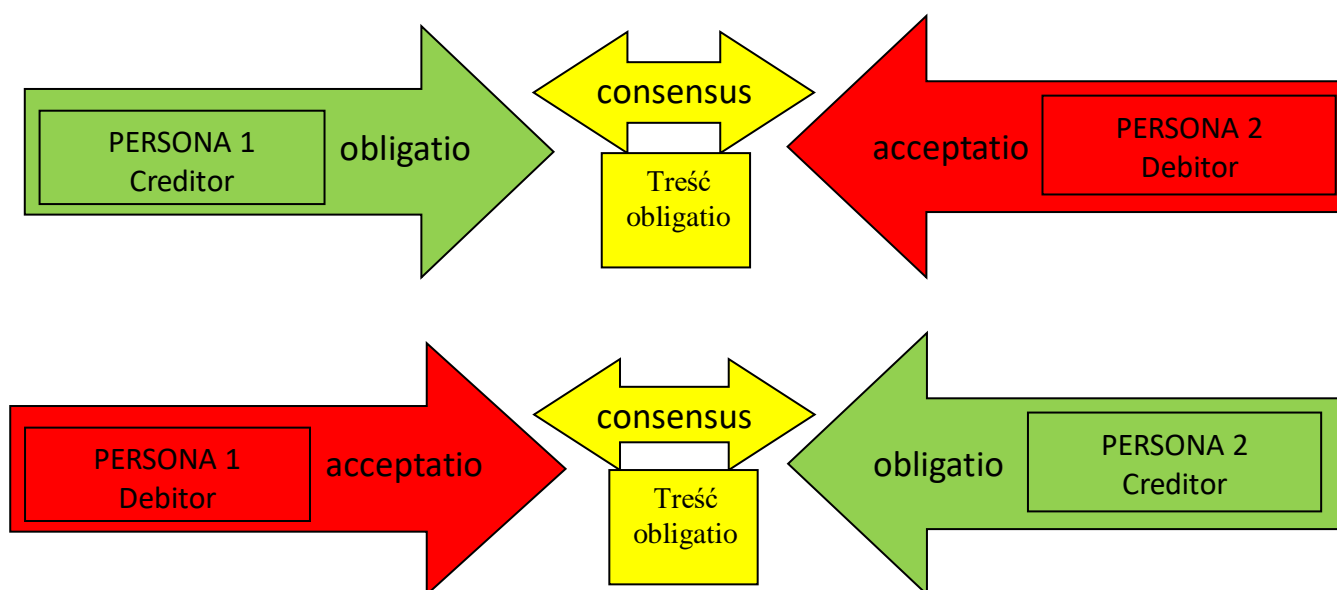 PERSONA 1
Creditor
obligatio
consensus
Treść
obligatio
acceptatio
PERSONA 2
Debitor
PERSONA 1
Debitor
acceptatio
consensus
Treść
obligatio
obligatio
PERSONA 2
Creditor